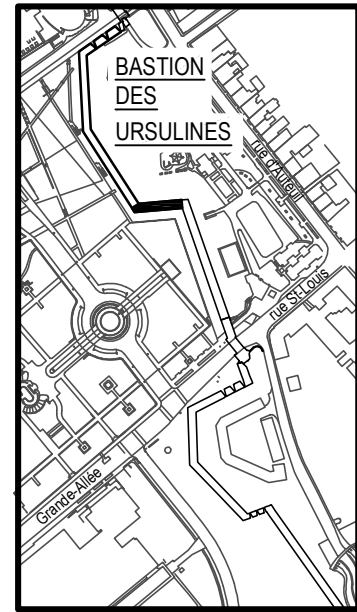 BASTION
DES
URSULINES
rue d'Auteuil
rue St-Louis
Grande-Allée